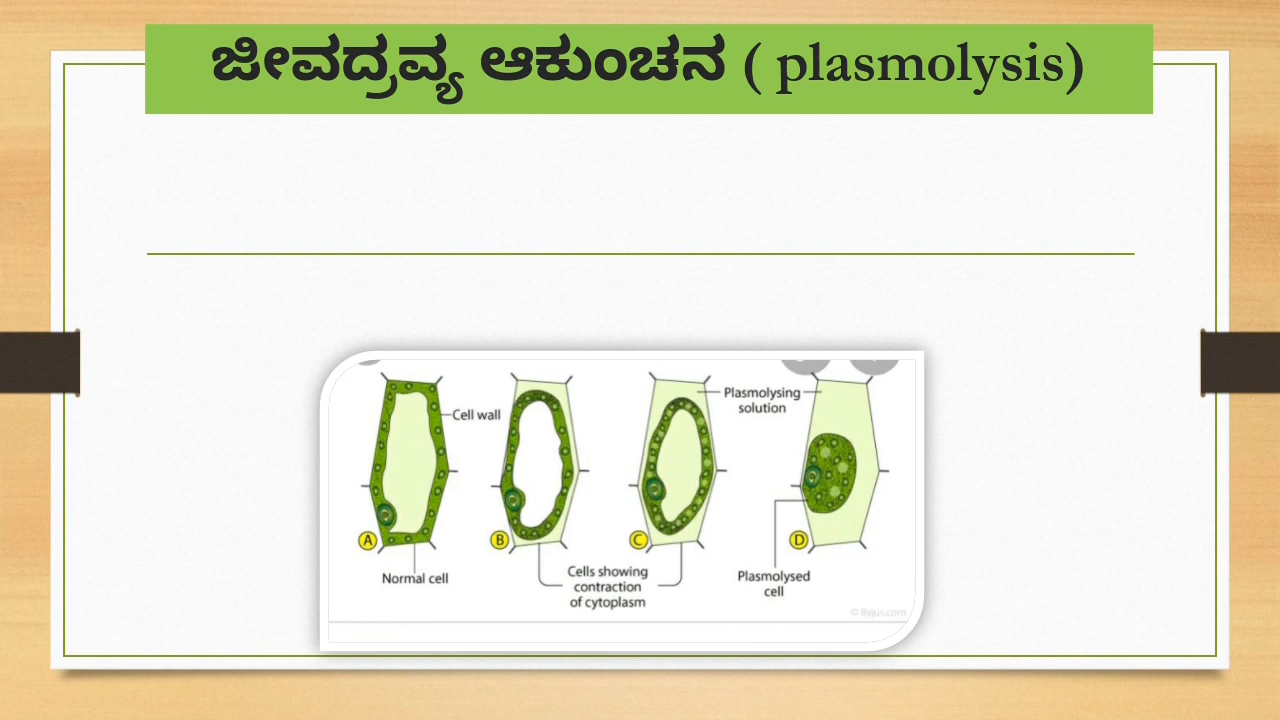 ಜೀವದ್ರವ್ಯ ಆಕುಂಚನ ( plasmolysis)
Cell wall
Plasmolysing
solution
A
B
C
D
Normal cell
Cells showing
contraction
of cytoplasm
Plasmolysed
cell
© Byjus.com